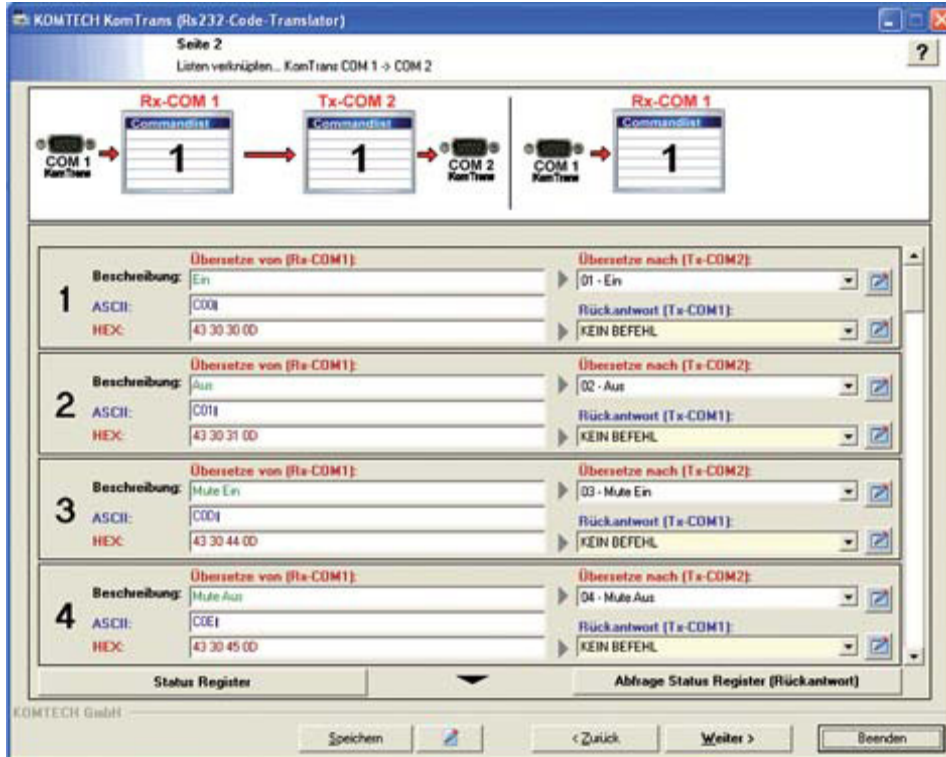 KOMTECH KomTrans (Rs232-Code-Translator)
Seite 2
Listen verknüpfen... KomTrans COM 1 -> COM 2
?
Rx-COM 1
Tx-COM 2
Rx-COM 1
Commandlist
Commandlist
Commandlist
1
1
1
COM 1
KomTrans
COM 2
KomTrans
COM 1
KomTrans
Übersetze von (Rx-COM1):
Übersetze nach (Tx-COM2):
1
Beschreibung: Ein
01 - Ein
ASCII: C00
Rückantwort (Tx-COM1):
HEX: 43 30 30 0D
KEIN BEFEHL
Übersetze von (Rx-COM1):
Übersetze nach (Tx-COM2):
2
Beschreibung: Aus
02 - Aus
ASCII: C01
Rückantwort (Tx-COM1):
HEX: 43 30 31 0D
KEIN BEFEHL
Übersetze von (Rx-COM1):
Übersetze nach (Tx-COM2):
3
Beschreibung: Mute Ein
03 - Mute Ein
ASCII: C0D
Rückantwort (Tx-COM1):
HEX: 43 30 44 0D
KEIN BEFEHL
Übersetze von (Rx-COM1):
Übersetze nach (Tx-COM2):
4
Beschreibung: Mute Aus
04 - Mute Aus
ASCII: C0E
Rückantwort (Tx-COM1):
HEX: 43 30 45 0D
KEIN BEFEHL
Status Register
Abfrage Status Register (Rückantwort)
KOMTECH GmbH
Speichern
< Zurück
Weiter >
Beenden